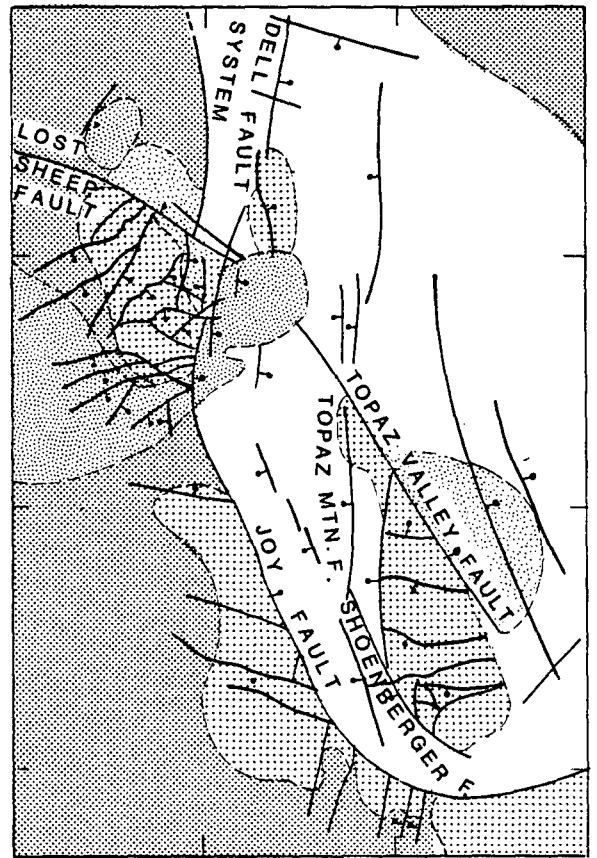 DELL FAULT
SYSTEM
LOST
SHEEP
FAULT
TOPAZ VALLEY FAULT
TOPAZ MTN. F.
JOY FAULT
SHOENBERGER F.